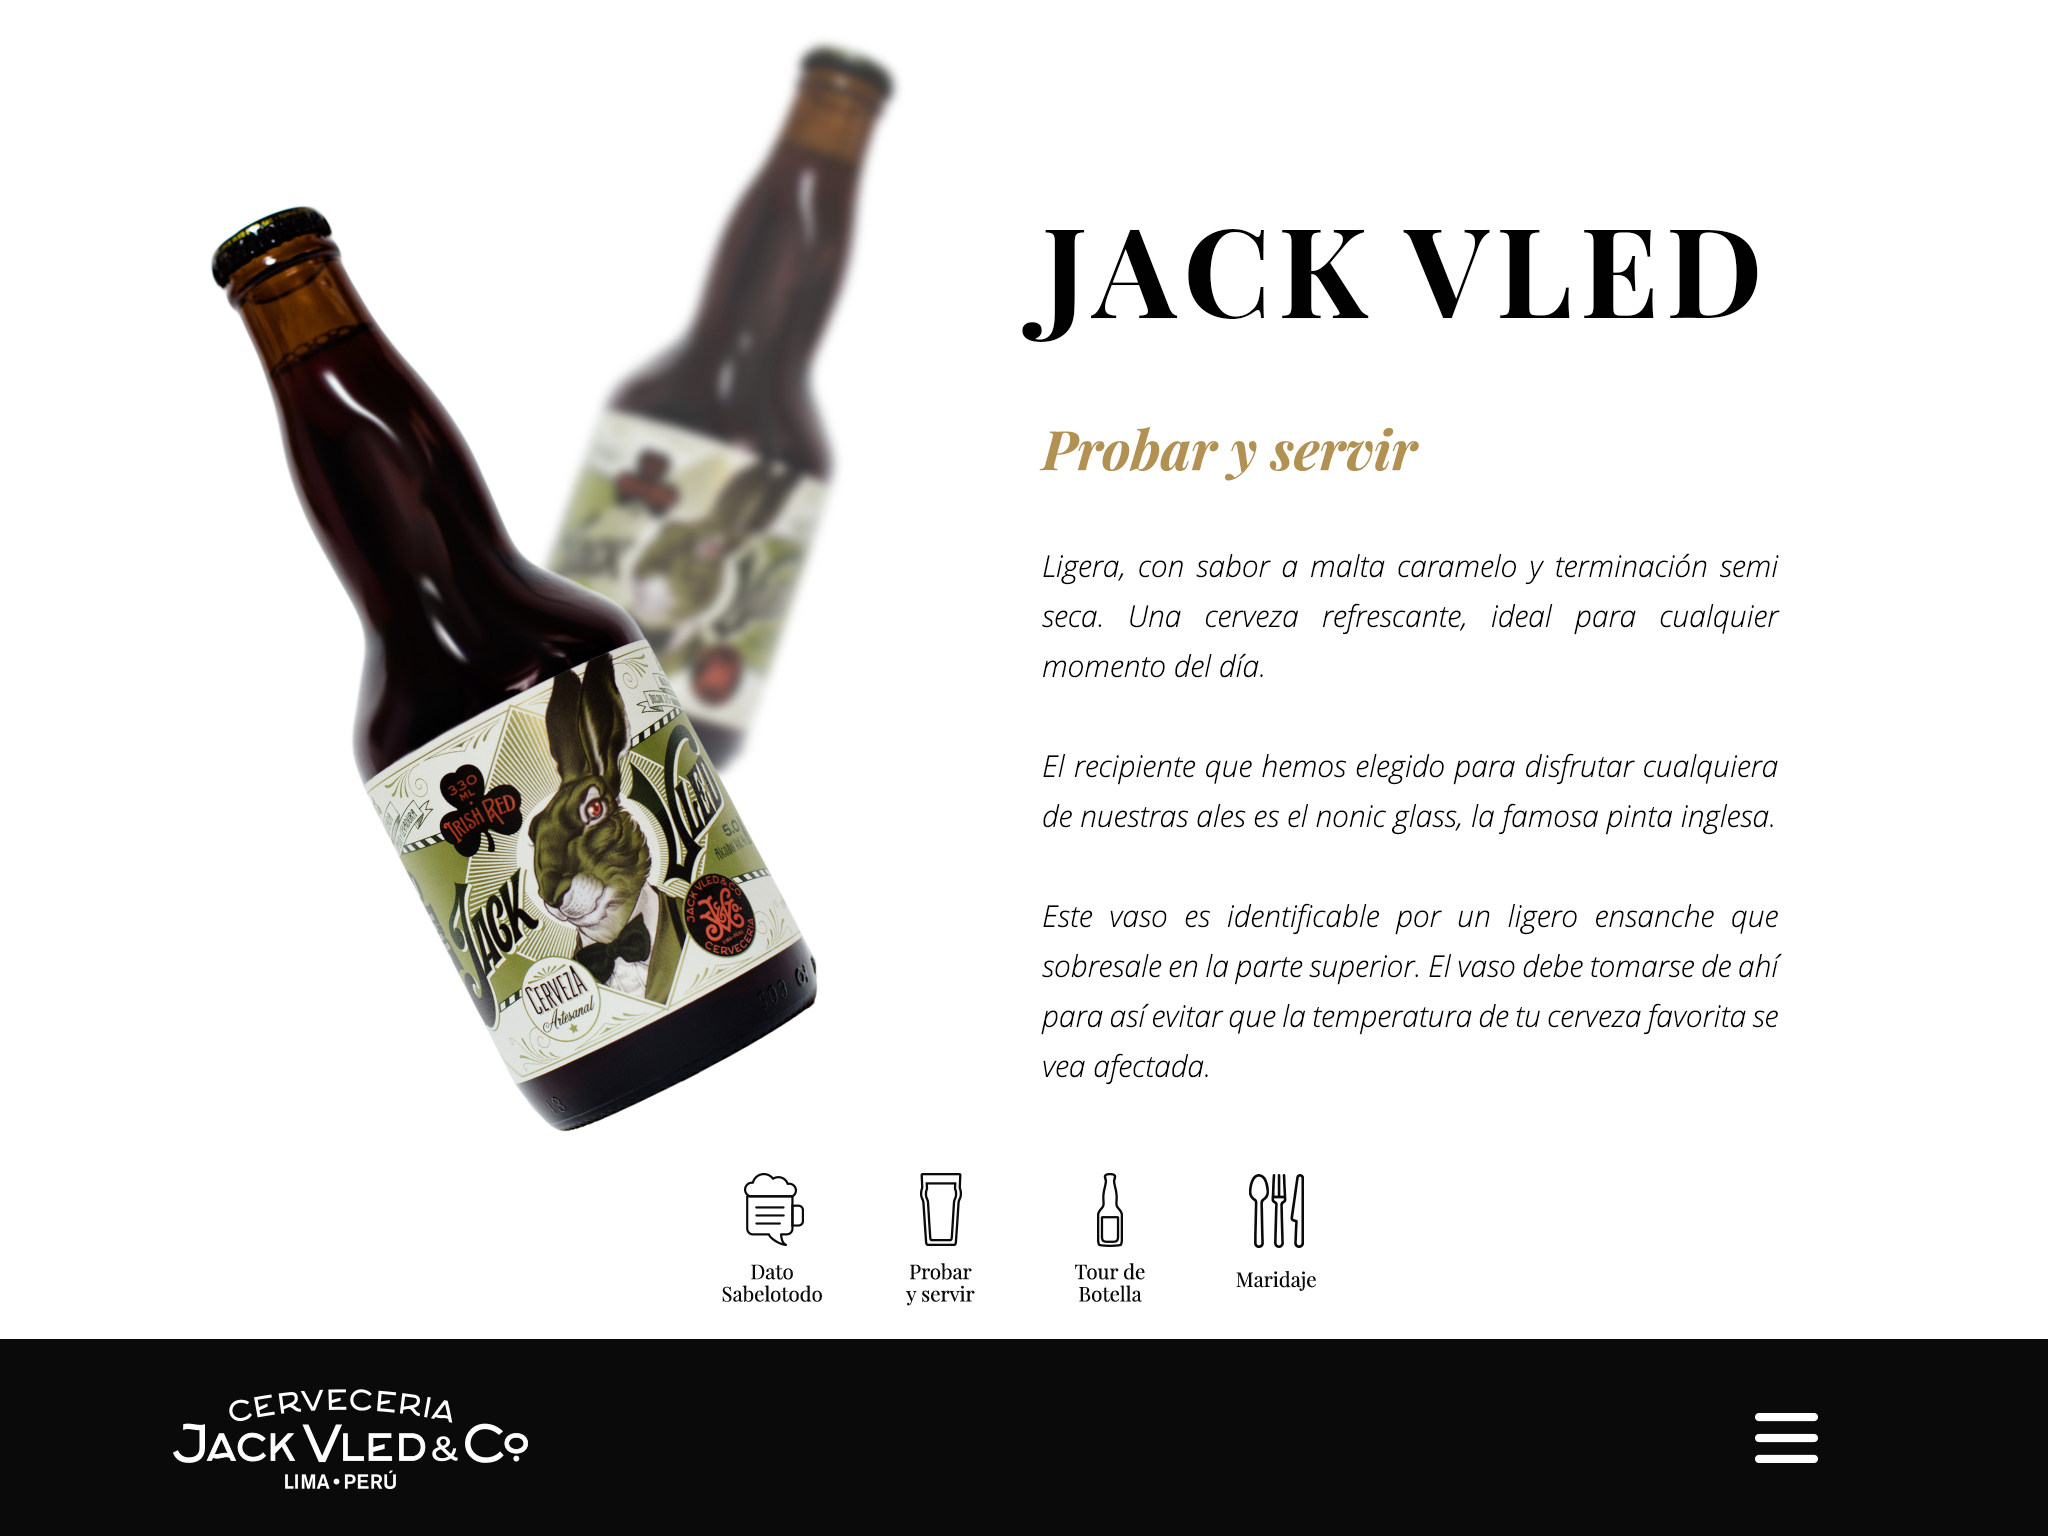 JACK VLED
Probar y servir
Ligera, con sabor a malta caramelo y terminación semi
seca. Una cerveza refrescante, ideal para cualquier
momento del día.
El recipiente que hemos elegido para disfrutar cualquiera
de nuestras ales es el nonic glass, la famosa pinta inglesa.
Este vaso es identificable por un ligero ensanche que
sobresale en la parte superior. El vaso debe tomarse de ahí
para así evitar que la temperatura de tu cerveza favorita se
vea afectada.
330
ML
IRISH RED
JACK
VLED
5.0
JACK VLED & CO.
LIMA-PERÚ
CERVECERIA
CERVEZA
Artesanal
Dato
Sabelotodo
Probar
y servir
Tour de
Botella
Maridaje
CERVECERIA
JACK VLED & Co
LIMA • PERÚ